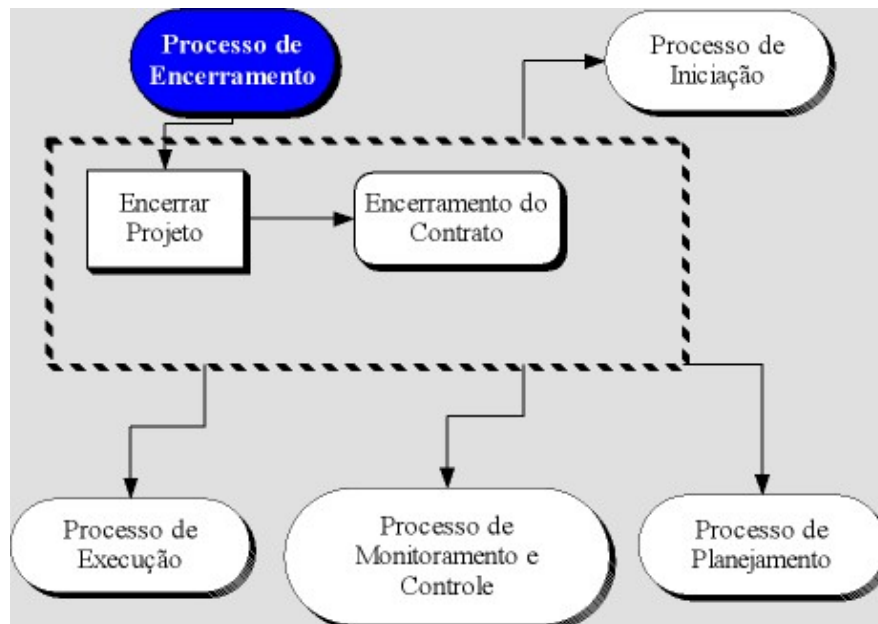 Processo de
Encerramento
Processo de
Iniciação
Encerrar
Projeto
Encerramento do
Contrato
Processo de
Execução
Processo de
Monitoramento e
Controle
Processo de
Planejamento